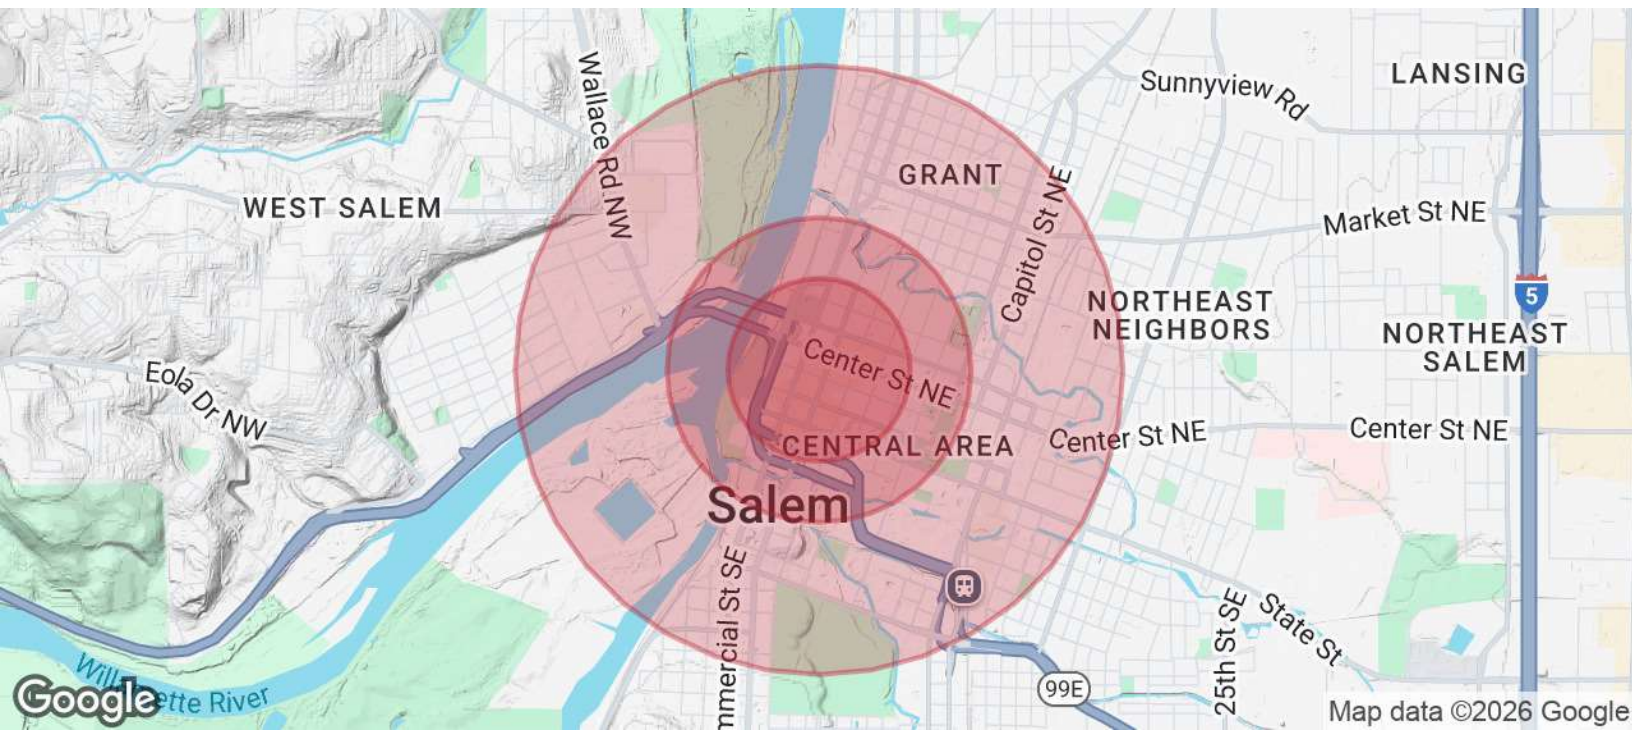 LANSING
Sunnyview Rd
Wallace Rd NW
GRANT
Capitol St NE
WEST SALEM
Market St NE
5
NORTHEAST
NEIGHBORS
NORTHEAST
SALEM
Center St NE
Eola Dr NW
CENTRAL AREA
Center St NE
Center St NE
Salem
mmercial St SE
25th St SE
State St
99E
Willamette River
Google
Map data ©2026 Google